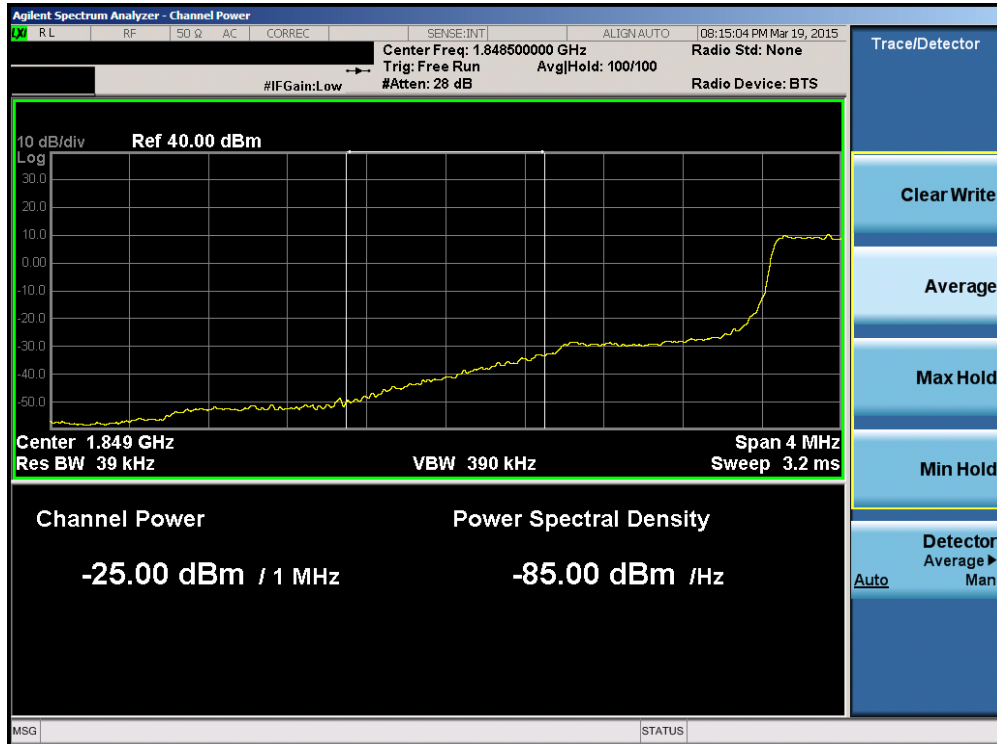 Agilent Spectrum Analyzer - Channel Power
LXI RL RF 50 Ω AC CORREC SENSE:INT ALIGN AUTO 08:15:04 PM Mar 19, 2015
Center Freq: 1.848500000 GHz Radio Std: None
Trig: Free Run Avg|Hold: 100/100
#IFGain:Low #Atten: 28 dB Radio Device: BTS
10 dB/div Ref 40.00 dBm
Log
30.0
20.0
10.0
0.00
-10.0
-20.0
-30.0
-40.0
-50.0
Center 1.849 GHz Span 4 MHz
Res BW 39 kHz VBW 390 kHz Sweep 3.2 ms
Channel Power Power Spectral Density
-25.00 dBm / 1 MHz -85.00 dBm /Hz
MSG STATUS
Trace/Detector
Clear Write
Average
Max Hold
Min Hold
Detector
Average▶
Auto Man